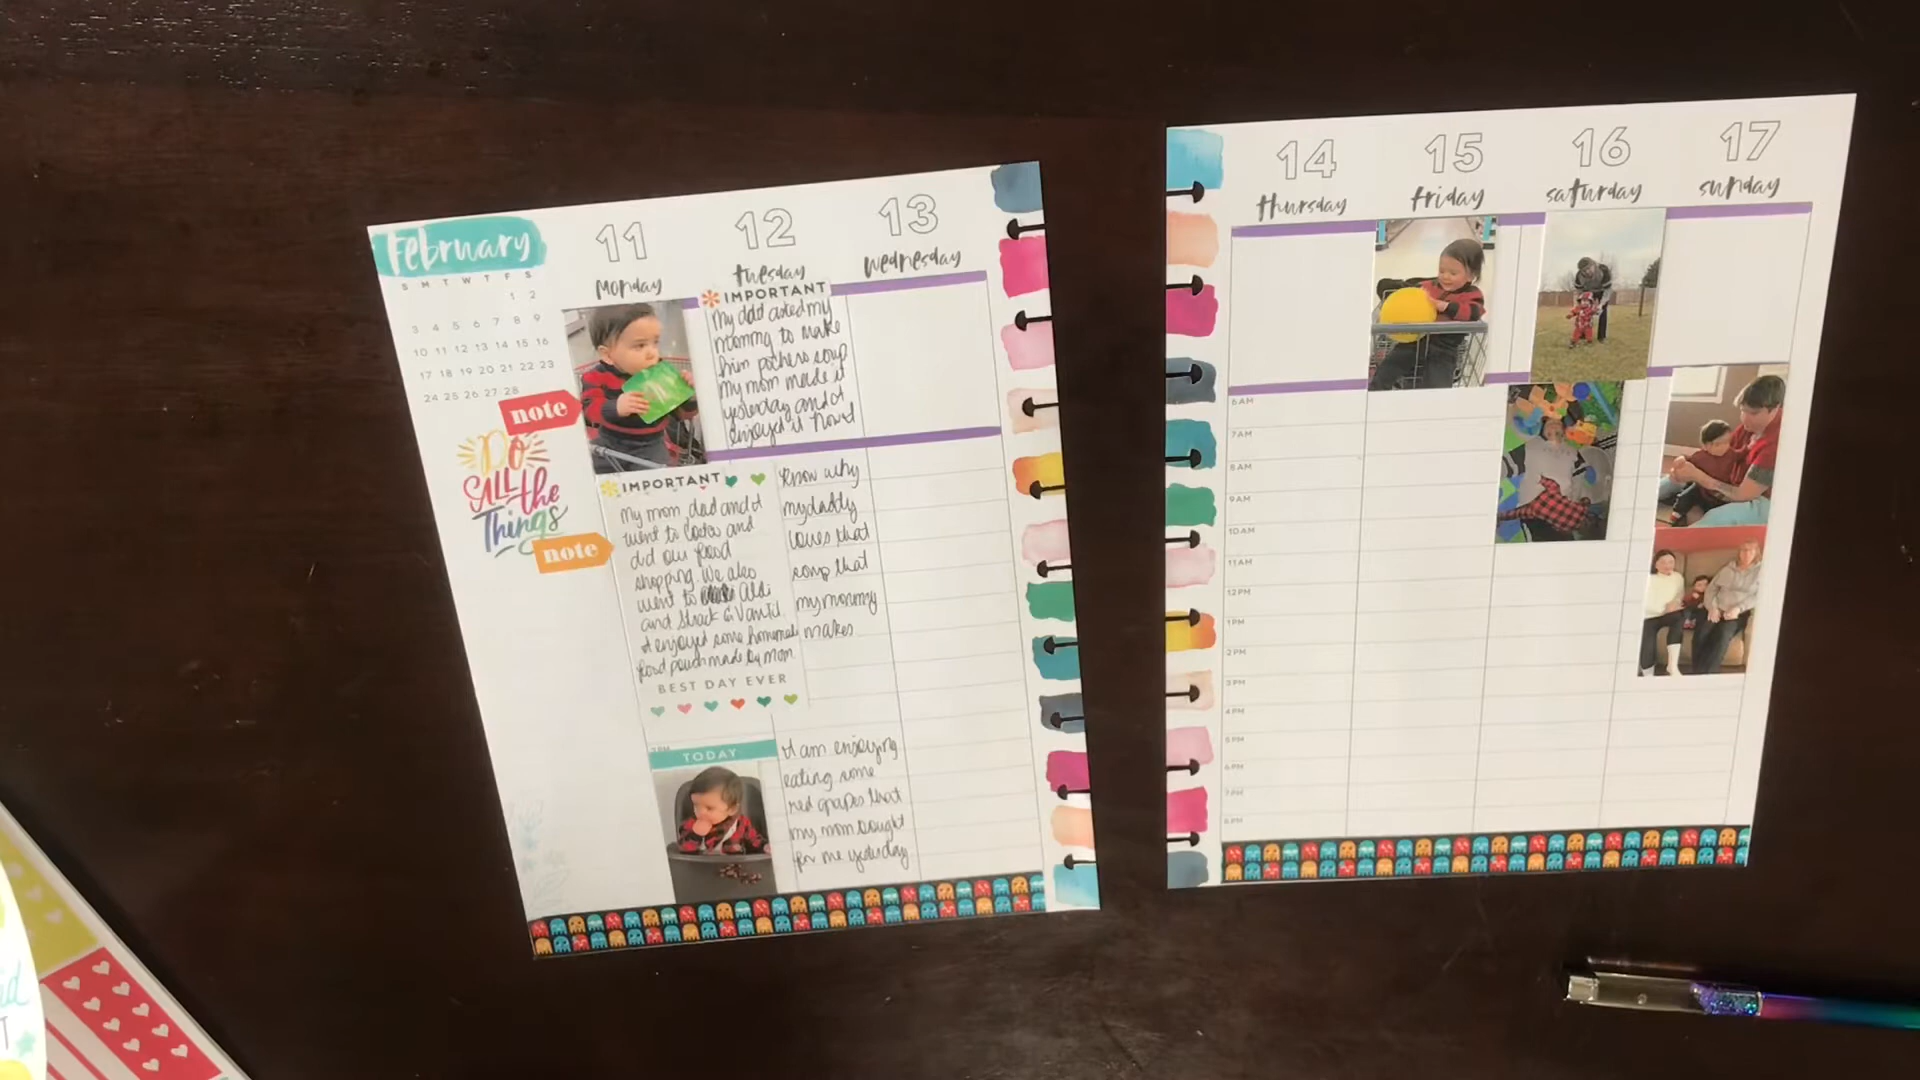 February
S M T W T F S
1 2
3 4 5 6 7 8 9
10 11 12 13 14 15 16
17 18 19 20 21 22 23
24 25 26 27 28
note
Do
ALL the
Things
note
11
Monday
IMPORTANT
My mom, dad and I
went to Costco and
did our food
shopping. We also
went to Aldi
and Strack & Vantil
I enjoyed some homemade
food pouch made by mom
BEST DAY EVER
TODAY
12
tuesday
IMPORTANT
My dad asked my
mommy to make
him soup
my mom made it
yesterday and I
enjoyed it
know why
my daddy
loves that
soup that
my mommy
makes
I am enjoying
eating some
red grapes that
my mom bought
for me yesterday
13
wednesday
14
thursday
6AM
7AM
8AM
9AM
10AM
11AM
12PM
1PM
2PM
3PM
4PM
5PM
6PM
7PM
8PM
15
friday
16
saturday
17
sunday